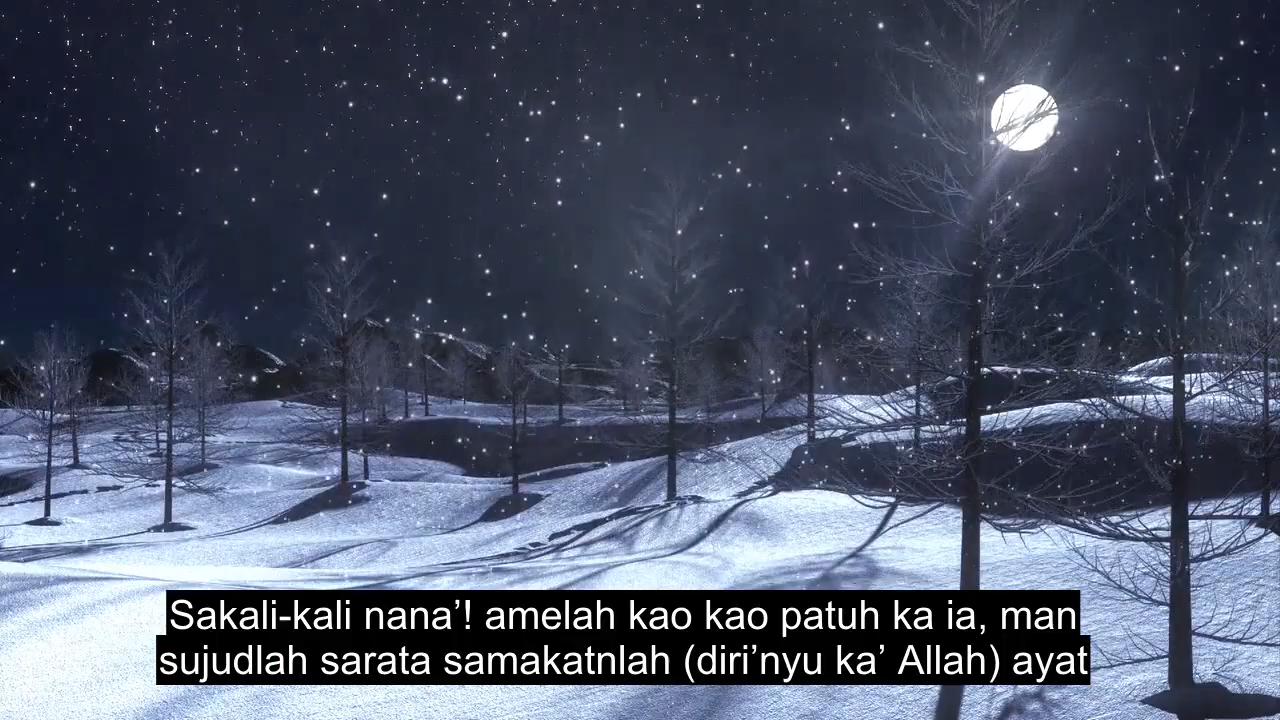 Sakali-kali nana’! amelah kao kao patuh ka ia, man
sujudlah sarata samakatnlah (diri’nyu ka’ Allah) ayat